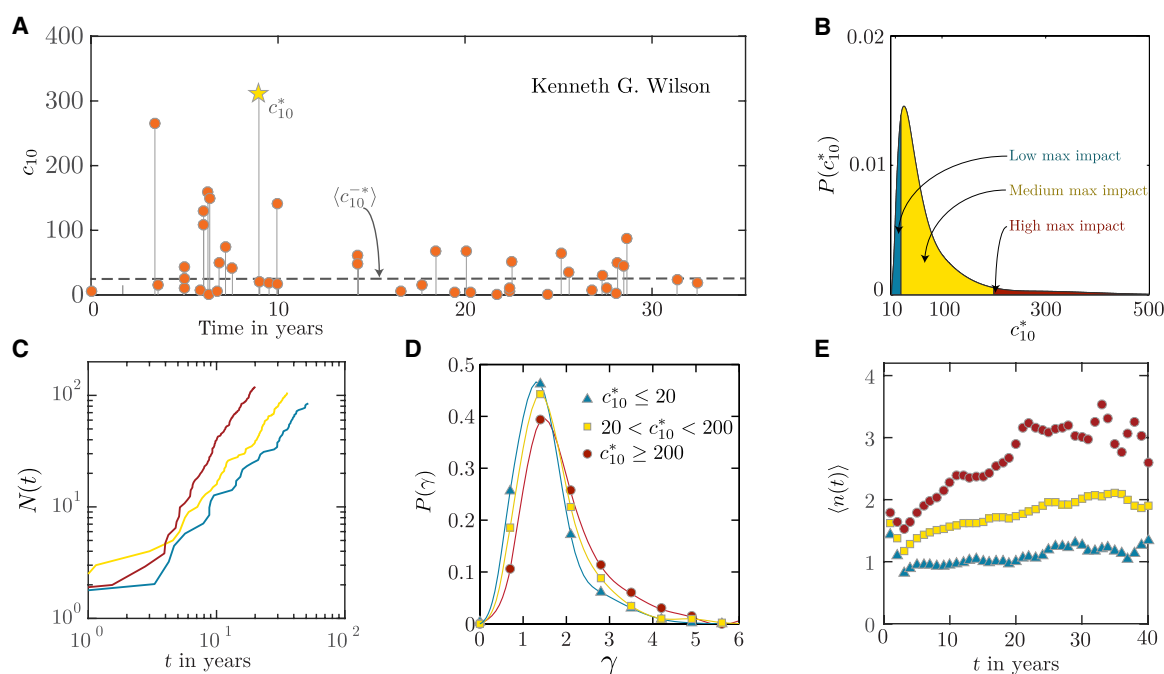 A
400
300
200
100
0
c10
Kenneth G. Wilson
c*10
⟨c−*10⟩
0
10
20
30
Time in years
B
0.02
0.01
0
P(c*10)
Low max impact
Medium max impact
High max impact
10
100
300
500
c*10
C
10^2
10^1
10^0
N(t)
10^0
10^1
10^2
t in years
D
0.5
0.4
0.3
0.2
0.1
0
P(γ)
c*10 ≤ 20
20 < c*10 < 200
c*10 ≥ 200
0
1
2
3
4
5
6
γ
E
4
3
2
1
0
⟨n(t)⟩
0
10
20
30
40
t in years